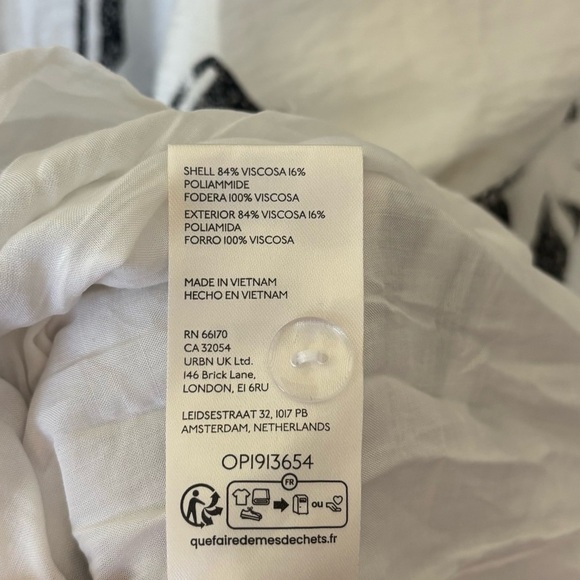 SHELL 84% VISCOSA 16%
POLIAMMIDE
FODERA 100% VISCOSA
EXTERIOR 84% VISCOSA 16%
POLIAMIDA
FORRO 100% VISCOSA
MADE IN VIETNAM
HECHO EN VIETNAM
RN 66170
CA 32054
URBN UK Ltd.
146 Brick Lane,
LONDON, E1 6RU
LEIDSESTRAAT 32, 1017 PB
AMSTERDAM, NETHERLANDS
OP1913654
FR
ou
quefairedemesdechets.fr